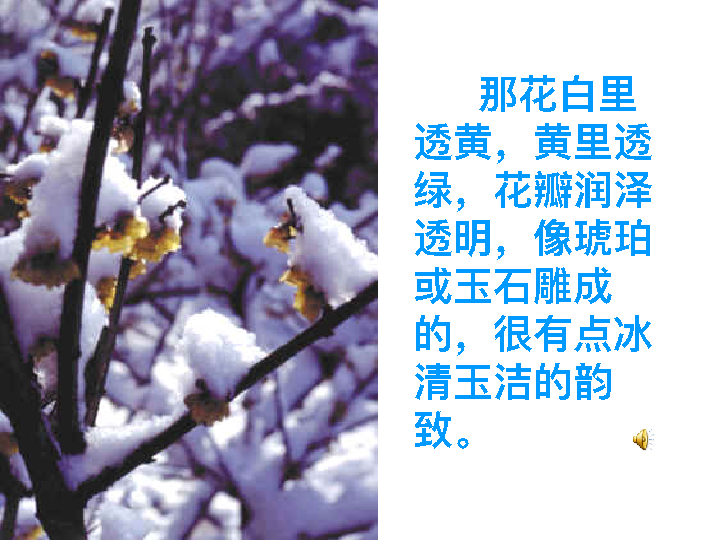 那花白里
透黄，黄里透
绿，花瓣润泽
透明，像琥珀
或玉石雕成
的，很有点冰
清玉洁的韵
致。